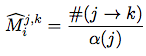 \widehat{M}_i^{j,k} = \frac{\#(j \to k)}{\alpha(j)}